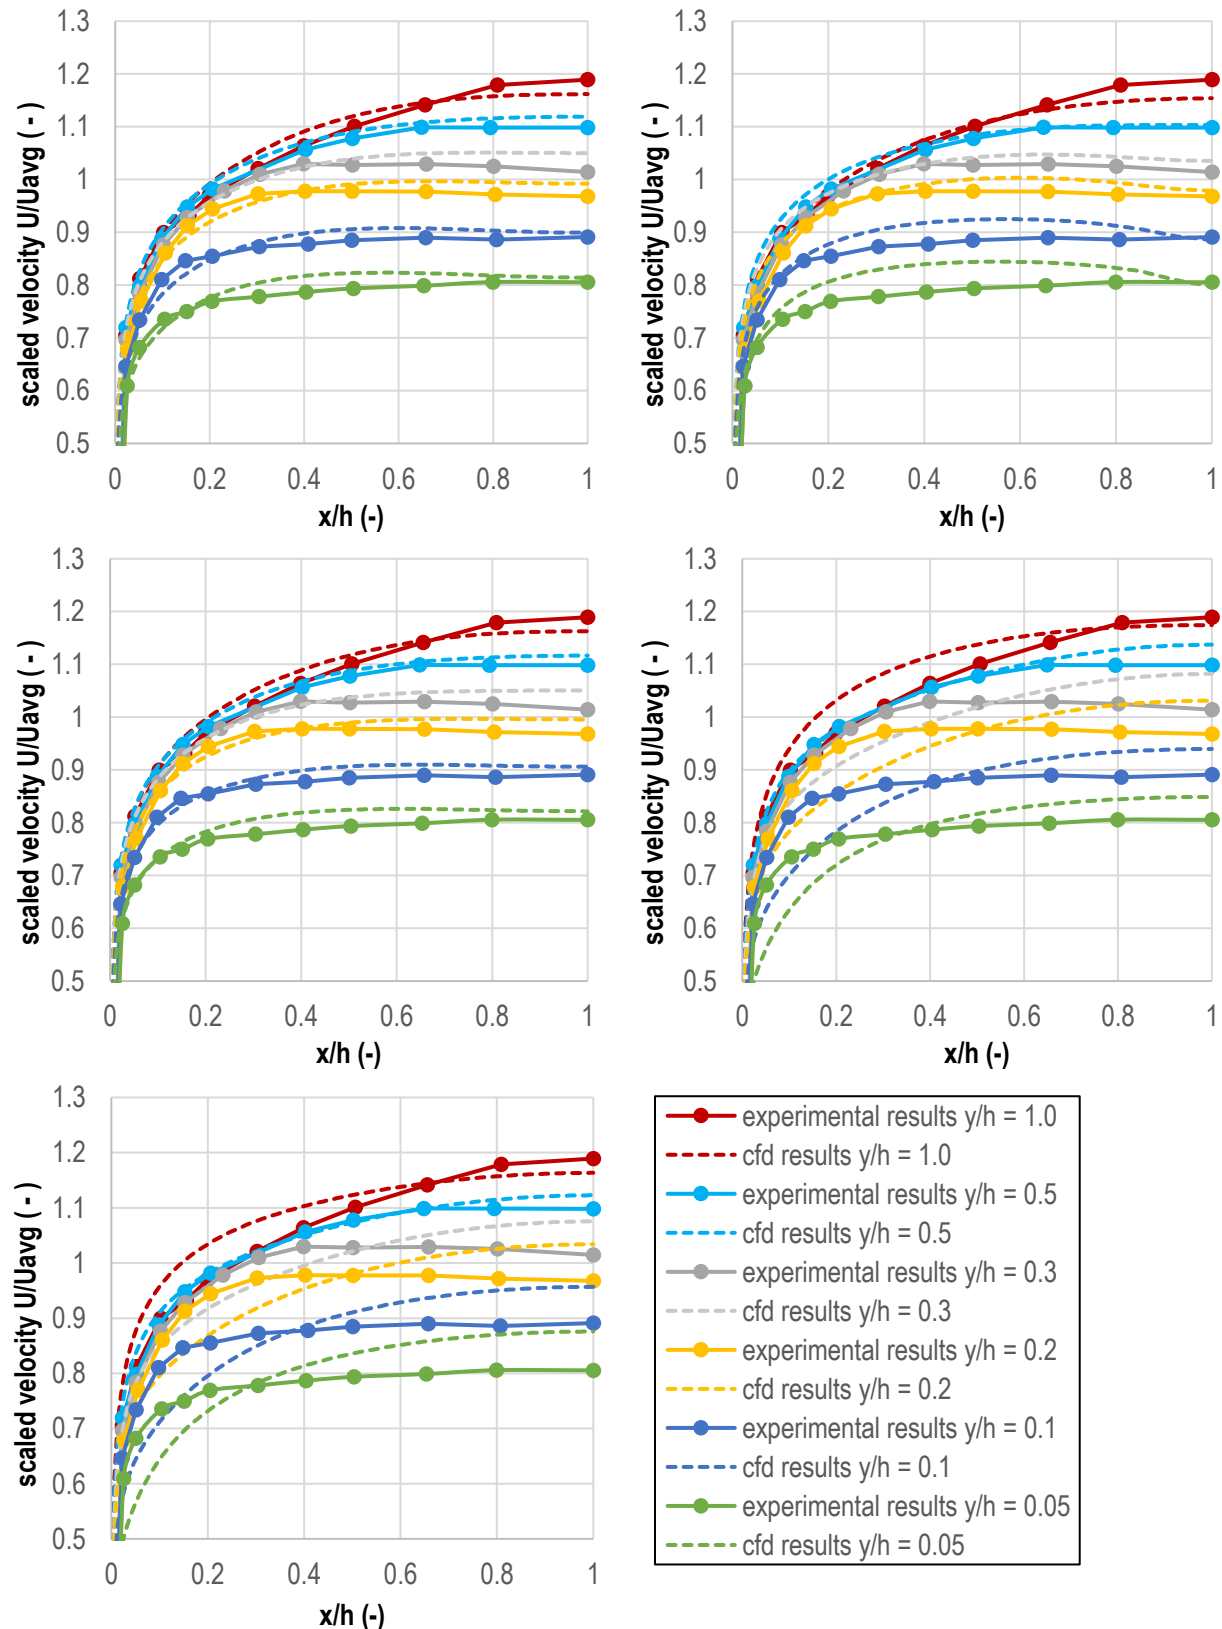 1.3
1.2
1.1
1
0.9
0.8
0.7
0.6
0.5
0 0.2 0.4 0.6 0.8 1
scaled velocity U/Uavg ( - )
x/h (-)
1.3
1.2
1.1
1
0.9
0.8
0.7
0.6
0.5
0 0.2 0.4 0.6 0.8 1
scaled velocity U/Uavg ( - )
x/h (-)
1.3
1.2
1.1
1
0.9
0.8
0.7
0.6
0.5
0 0.2 0.4 0.6 0.8 1
scaled velocity U/Uavg ( - )
x/h (-)
1.3
1.2
1.1
1
0.9
0.8
0.7
0.6
0.5
0 0.2 0.4 0.6 0.8 1
scaled velocity U/Uavg ( - )
x/h (-)
1.3
1.2
1.1
1
0.9
0.8
0.7
0.6
0.5
0 0.2 0.4 0.6 0.8 1
scaled velocity U/Uavg ( - )
x/h (-)
experimental results y/h = 1.0
cfd results y/h = 1.0
experimental results y/h = 0.5
cfd results y/h = 0.5
experimental results y/h = 0.3
cfd results y/h = 0.3
experimental results y/h = 0.2
cfd results y/h = 0.2
experimental results y/h = 0.1
cfd results y/h = 0.1
experimental results y/h = 0.05
cfd results y/h = 0.05